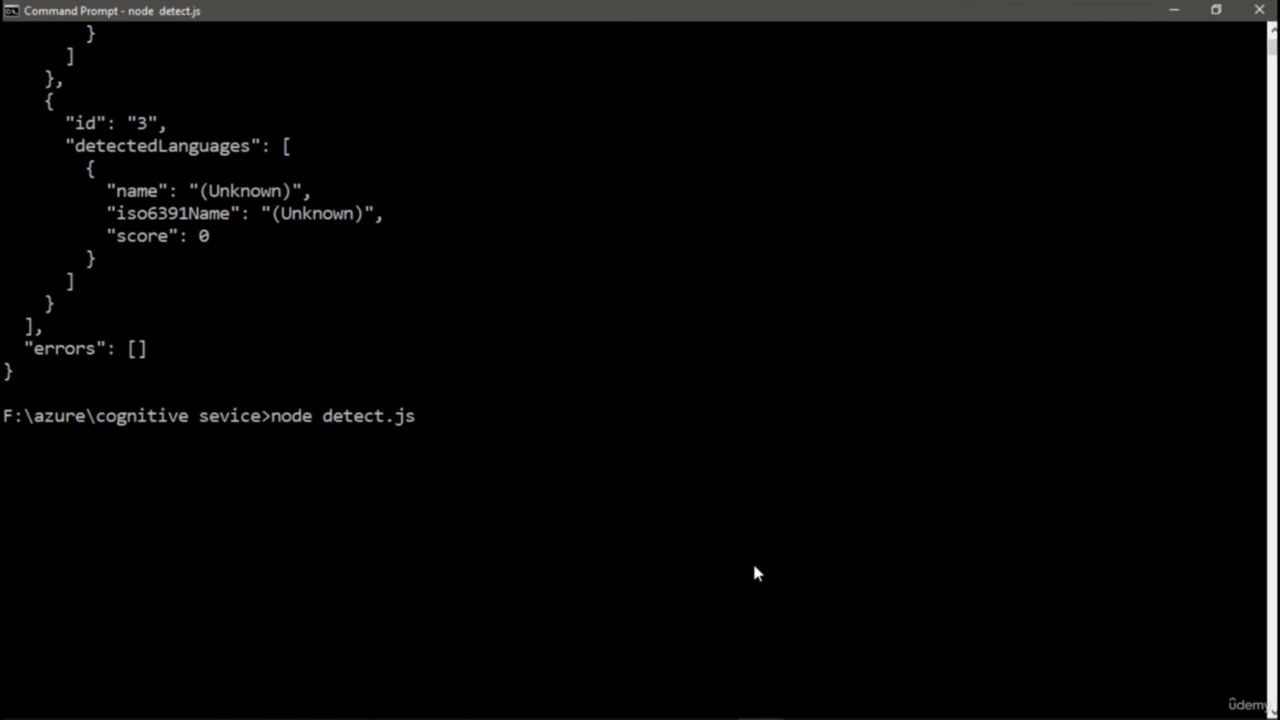 Command Prompt - node  detect.js
}
]
},
{
"id": "3",
"detectedLanguages": [
{
"name": "(Unknown)",
"iso6391Name": "(Unknown)",
"score": 0
}
]
}
],
"errors": []
}
F:\azure\cognitive sevice>node detect.js
ûdemy